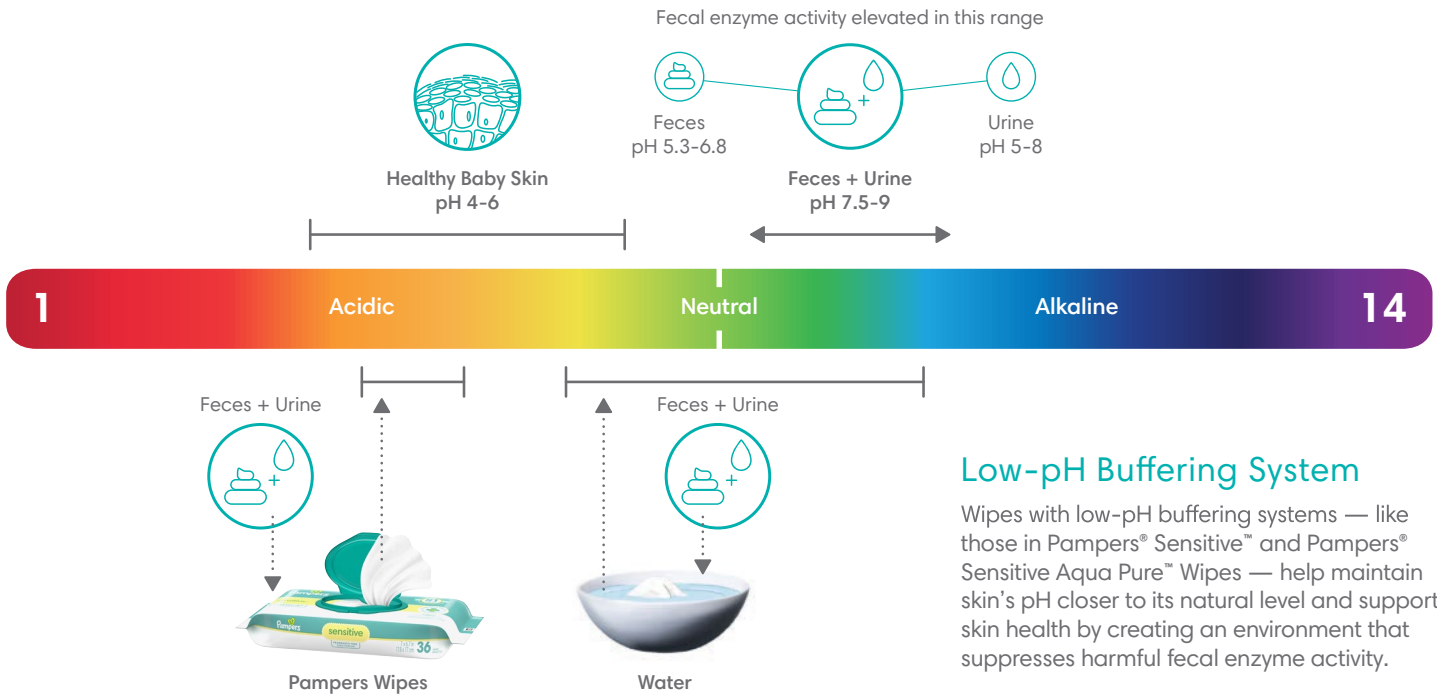 Fecal enzyme activity elevated in this range
Feces
pH 5.3-6.8
Urine
pH 5-8
Healthy Baby Skin
pH 4-6
Feces + Urine
pH 7.5-9
1
Acidic
Neutral
Alkaline
14
Feces + Urine
Feces + Urine
Pampers
sensitive
36
Pampers Wipes
Water
Low-pH Buffering System
Wipes with low-pH buffering systems — like
those in Pampers® Sensitive™ and Pampers®
Sensitive Aqua Pure™ Wipes — help maintain
skin's pH closer to its natural level and support
skin health by creating an environment that
suppresses harmful fecal enzyme activity.